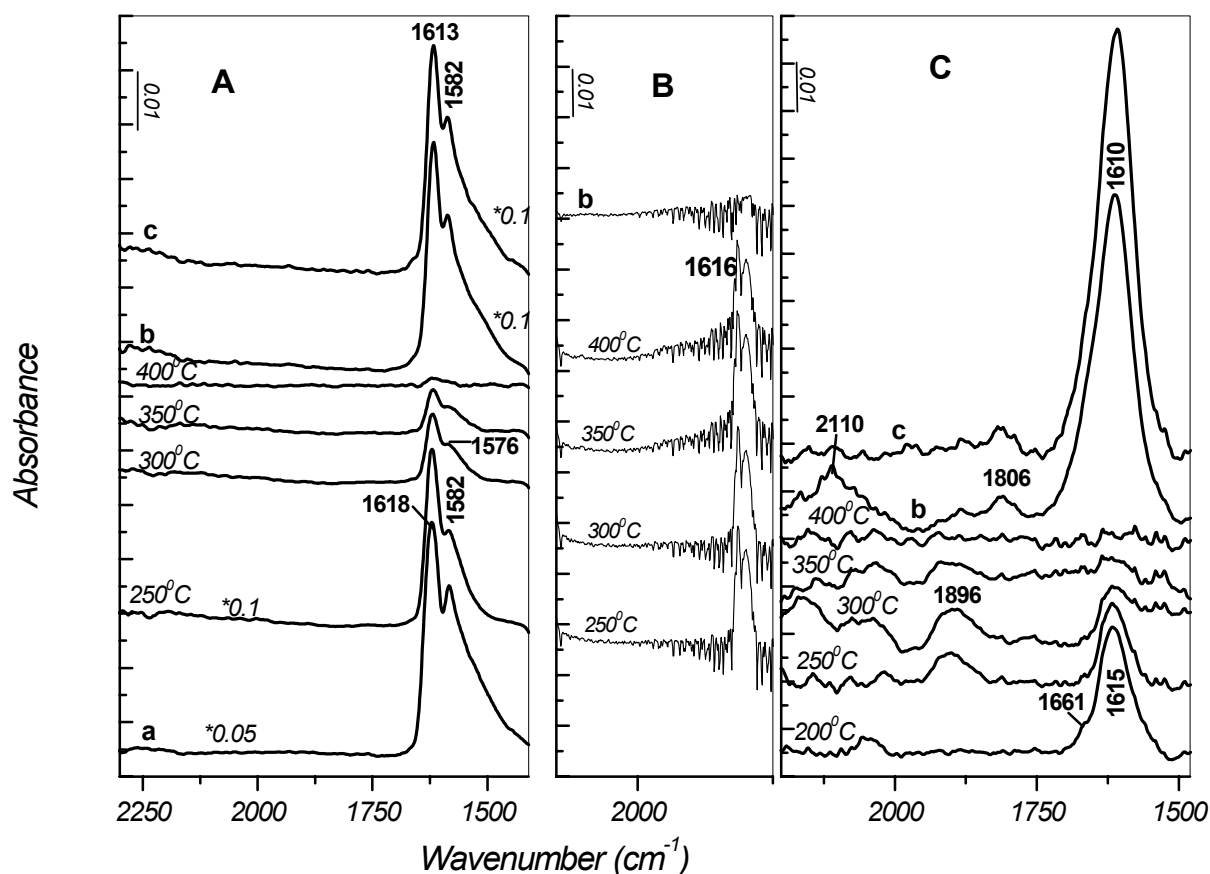 Absorbance
A
0.01
1613
1582
*0.1
c
*0.1
b
400⁰C
350⁰C
1576
300⁰C
1618
1582
250⁰C
*0.1
a
*0.05
2250
2000
1750
1500
B
0.01
b
1616
400⁰C
350⁰C
300⁰C
250⁰C
2000
C
0.01
1610
2110
c
1806
b
400⁰C
350⁰C
1896
300⁰C
250⁰C
1661
1615
200⁰C
2000
1750
1500
Wavenumber (cm⁻¹)